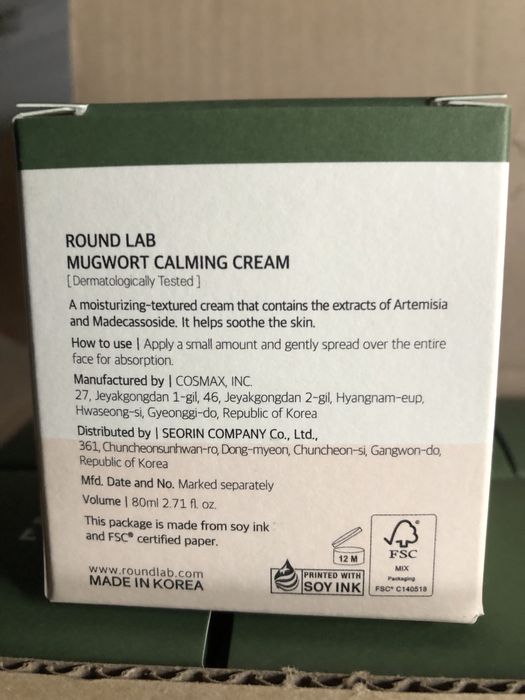 ROUND LAB
MUGWORT CALMING CREAM
[ Dermatologically Tested ]
A moisturizing-textured cream that contains the extracts of Artemisia
and Madecassoside. It helps soothe the skin.
How to use | Apply a small amount and gently spread over the entire
face for absorption.
Manufactured by | COSMAX, INC.
27, Jeyakgongdan 1-gil, 46, Jeyakgongdan 2-gil, Hyangnam-eup,
Hwaseong-si, Gyeonggi-do, Republic of Korea
Distributed by | SEORIN COMPANY Co., Ltd.,
361, Chuncheonsunhwan-ro, Dong-myeon, Chuncheon-si, Gangwon-do,
Republic of Korea
Mfd. Date and No. Marked separately
Volume | 80ml 2.71 fl. oz.
This package is made from soy ink
and FSC® certified paper.
www.roundlab.com
MADE IN KOREA
12 M
PRINTED WITH
SOY INK
FSC
MIX
Packaging
FSC® C140518